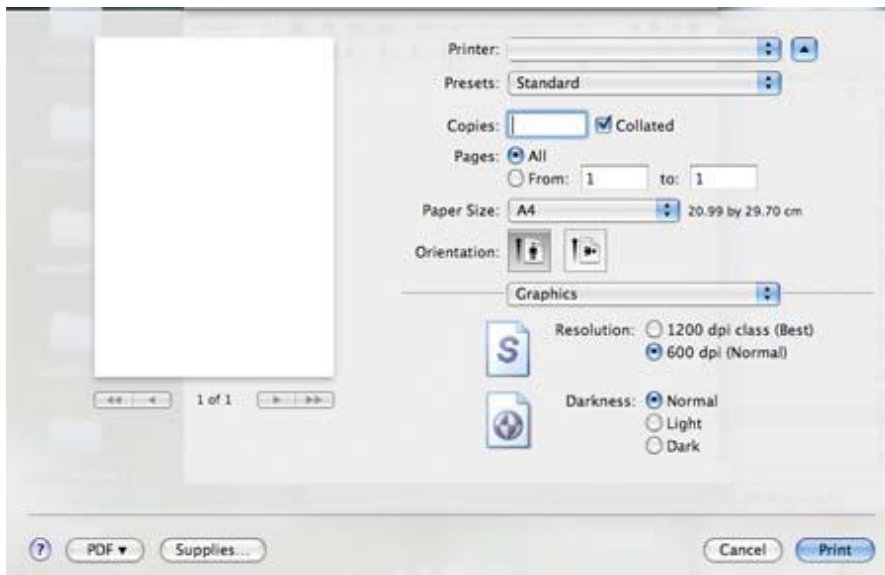 Printer:
Presets: Standard
Copies: Collated
Pages: All
From: 1 to: 1
Paper Size: A4 20.99 by 29.70 cm
Orientation:
Graphics
Resolution: 1200 dpi class (Best)
600 dpi (Normal)
S
1 of 1
Darkness: Normal
Light
Dark
? PDF Supplies... Cancel Print